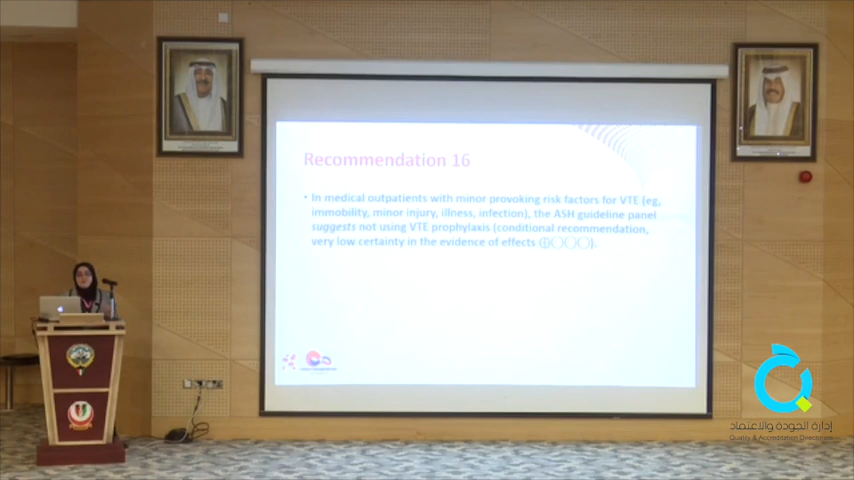 Recommendation 16
• In medical outpatients with minor provoking risk factors for VTE (eg,
immobility, minor injury, illness, infection), the ASH guideline panel
suggests not using VTE prophylaxis (conditional recommendation,
very low certainty in the evidence of effects ⊕◯◯◯).
إدارة الجودة والاعتماد
Quality & Accreditation Directorate